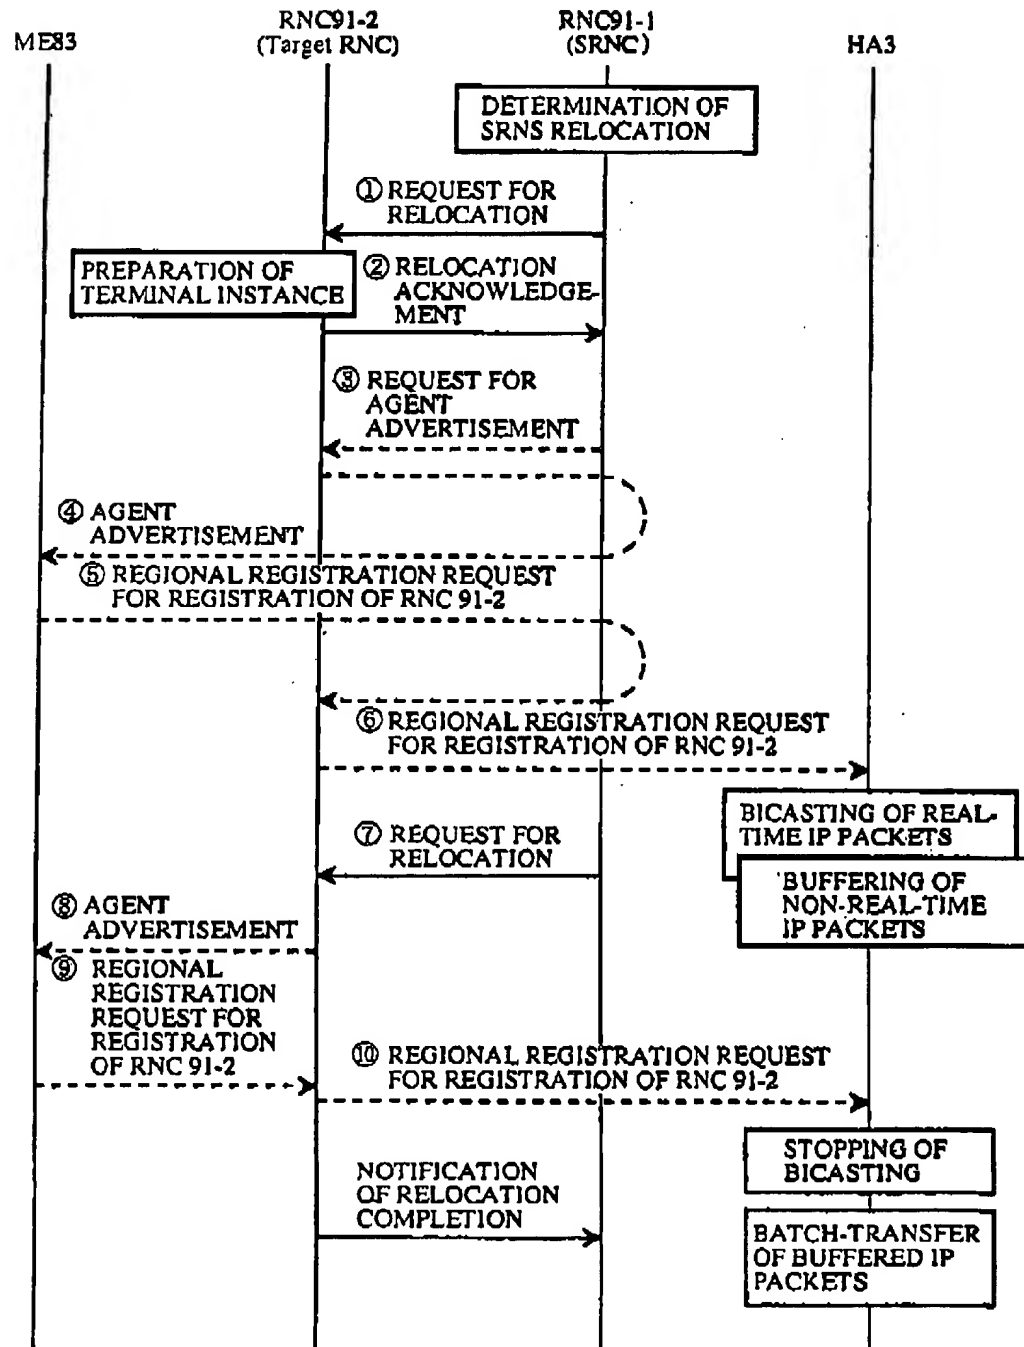 ME83
RNC91-2
(Target RNC)
RNC91-1
(SRNC)
HA3
DETERMINATION OF
SRNS RELOCATION
① REQUEST FOR
RELOCATION
PREPARATION OF
TERMINAL INSTANCE
② RELOCATION
ACKNOWLEDGE-
MENT
③ REQUEST FOR
AGENT
ADVERTISEMENT
④ AGENT
ADVERTISEMENT
⑤ REGIONAL REGISTRATION REQUEST
FOR REGISTRATION OF RNC 91-2
⑥ REGIONAL REGISTRATION REQUEST
FOR REGISTRATION OF RNC 91-2
BICASTING OF REAL-
TIME IP PACKETS
⑦ REQUEST FOR
RELOCATION
BUFFERING OF
NON-REAL-TIME
IP PACKETS
⑧ AGENT
ADVERTISEMENT
⑨ REGIONAL
REGISTRATION
REQUEST FOR
REGISTRATION
OF RNC 91-2
⑩ REGIONAL REGISTRATION REQUEST
FOR REGISTRATION OF RNC 91-2
STOPPING OF
BICASTING
NOTIFICATION
OF RELOCATION
COMPLETION
BATCH-TRANSFER
OF BUFFERED IP
PACKETS